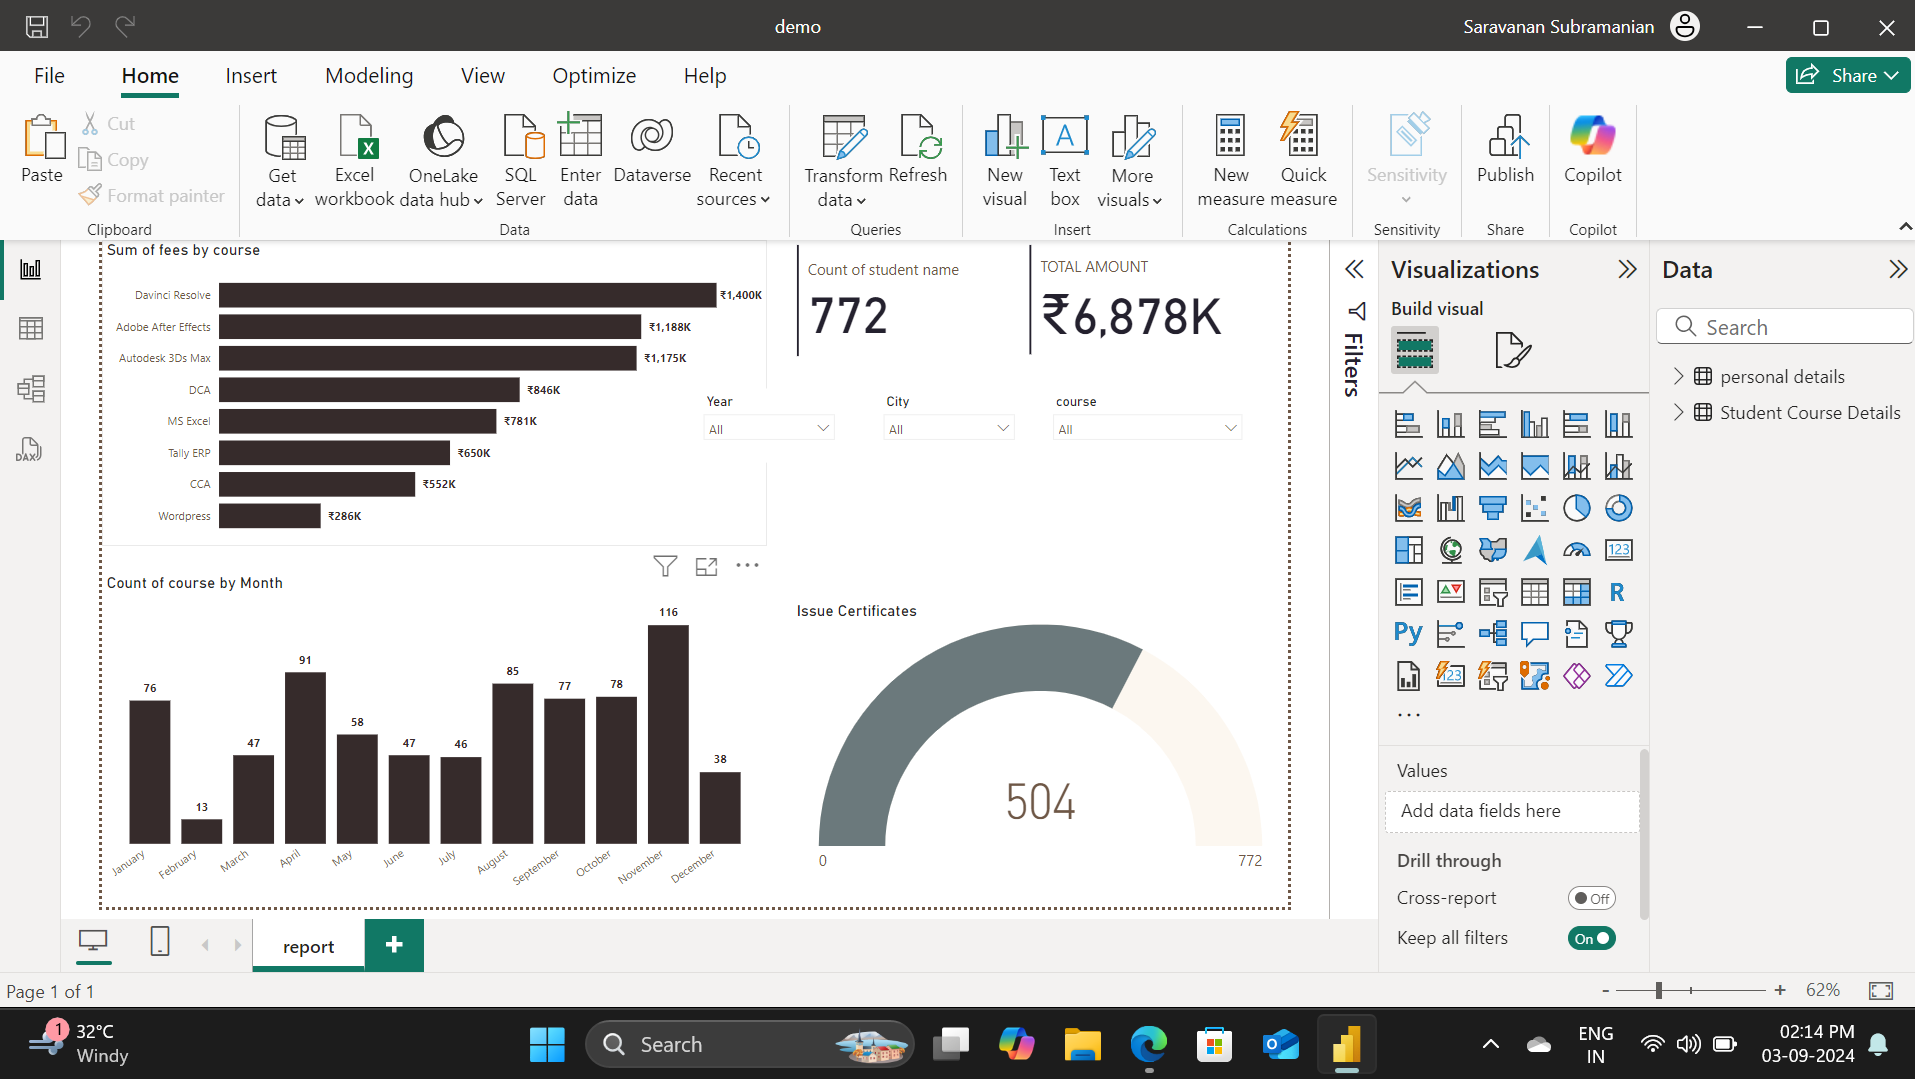 demo
Saravanan Subramanian
File Home Insert Modeling View Optimize Help
Share
Paste
Cut
Copy
Format painter
Clipboard
Get data
Excel workbook
OneLake data hub
SQL Server
Enter data
Dataverse
Recent sources
Data
Transform data
Refresh
Queries
New visual
Text box
More visuals
Insert
New measure
Quick measure
Calculations
Sensitivity
Sensitivity
Publish
Share
Copilot
Copilot
DAX
Sum of fees by course
Davinci Resolve ₹1,400K
Adobe After Effects ₹1,188K
Autodesk 3Ds Max ₹1,175K
DCA ₹846K
MS Excel ₹781K
Tally ERP ₹650K
CCA ₹552K
Wordpress ₹286K
Count of student name
772
TOTAL AMOUNT
₹6,878K
Year
All
City
All
course
All
Count of course by Month
76 13 47 91 58 47 46 85 77 78 116 38
January February March April May June July August September October November December
Issue Certificates
504
0 772
Filters
Visualizations
Build visual
123
R
Py
123
Values
Add data fields here
Drill through
Cross-report Off
Keep all filters On
Data
Search
personal details
Student Course Details
report
Page 1 of 1
- + 62%
1
32°C
Windy
Search
ENG
IN
02:14 PM
03-09-2024